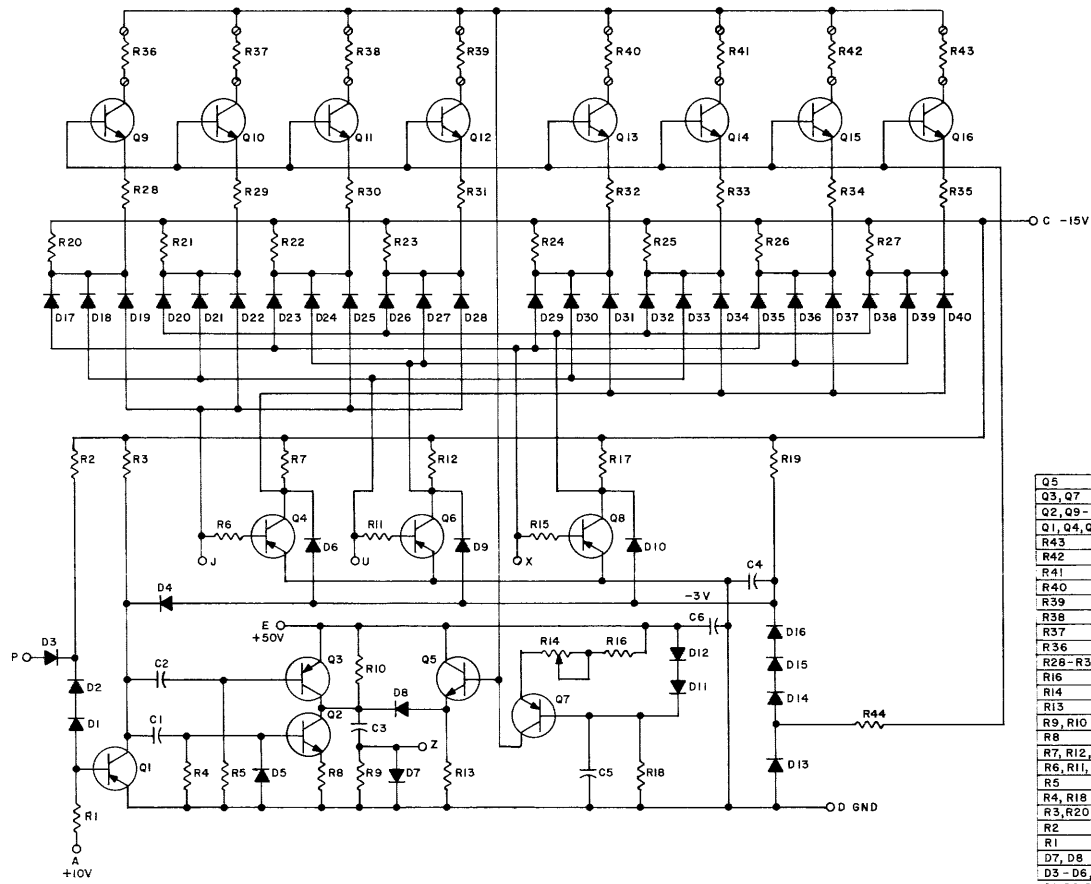 R36 R37 R38 R39 R40 R41 R42 R43
Q9 Q10 Q11 Q12 Q13 Q14 Q15 Q16
R28 R29 R30 R31 R32 R33 R34 R35
C -15V
R20 R21 R22 R23 R24 R25 R26 R27
D17 D18 D19 D20 D21 D22 D23 D24 D25 D26 D27 D28 D29 D30 D31 D32 D33 D34 D35 D36 D37 D38 D39 D40
R2 R3 R7 R12 R17 R19
R6 Q4 D6 R11 Q6 D9 R15 Q8 D10
J U X
C4
D4 -3V
E +50V
C6
P D3 D2 D1
C2 Q3 R10 Q5 R14 R16 D12 D11 D16 D15 D14
D8 Q7
C1 Q2 C3 Z R44
Q1 R4 R5 D5 R8 R9 D7 R13 C5 R18 D13
D GND
R1
A
+10V
Q5
Q3, Q7
Q2, Q9-
Q1, Q4, Q
R43
R42
R41
R40
R39
R38
R37
R36
R28-R3
R16
R14
R13
R9, R10
R8
R7, R12,
R6, R11,
R5
R4, R18
R3, R20
R2
R1
D7, D8
D3-D6,